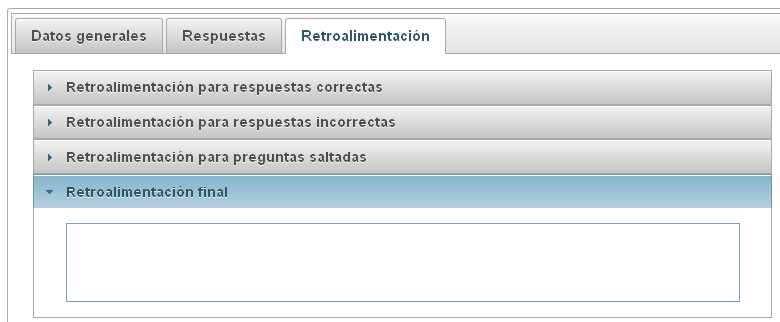 Datos generales
Respuestas
Retroalimentación
Retroalimentación para respuestas correctas
Retroalimentación para respuestas incorrectas
Retroalimentación para preguntas saltadas
Retroalimentación final